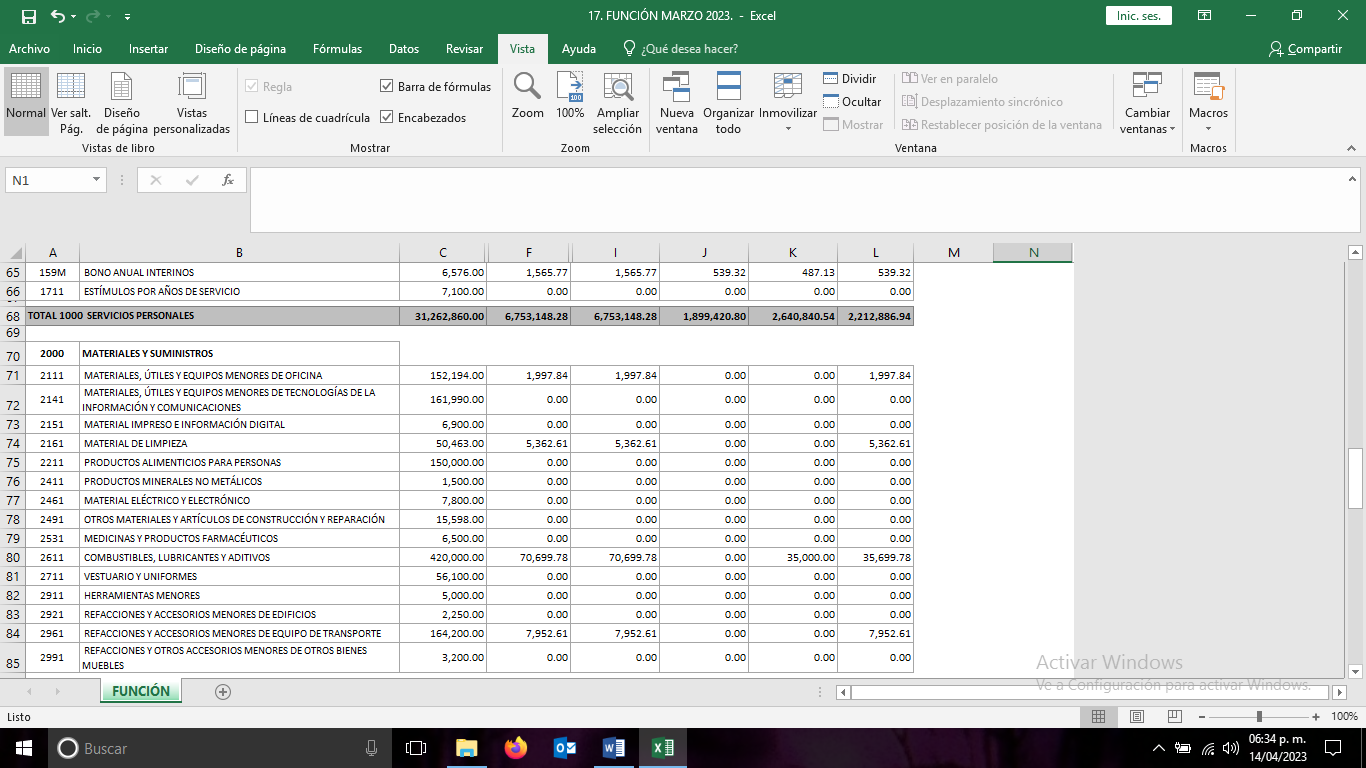 17. FUNCIÓN MARZO 2023. - Excel
Inic. ses.
Archivo Inicio Insertar Diseño de página Fórmulas Datos Revisar Vista Ayuda ¿Qué desea hacer? Compartir
Normal Ver salt. Pág. Diseño de página Vistas personalizadas
Vistas de libro
Regla Barra de fórmulas
Líneas de cuadrícula Encabezados
Mostrar
Zoom 100% Ampliar selección
Zoom
Nueva ventana Organizar todo Inmovilizar
Dividir
Ocultar
Mostrar
Ver en paralelo
Desplazamiento sincrónico
Restablecer posición de la ventana
Cambiar ventanas
Ventana
Macros
Macros
N1 fx
A B C F I J K L M N
65 159M BONO ANUAL INTERINOS 6,576.00 1,565.77 1,565.77 539.32 487.13 539.32
66 1711 ESTÍMULOS POR AÑOS DE SERVICIO 7,100.00 0.00 0.00 0.00 0.00 0.00
68 TOTAL 1000 SERVICIOS PERSONALES 31,262,860.00 6,753,148.28 6,753,148.28 1,899,420.80 2,640,840.54 2,212,886.94
69
70 2000 MATERIALES Y SUMINISTROS
71 2111 MATERIALES, ÚTILES Y EQUIPOS MENORES DE OFICINA 152,194.00 1,997.84 1,997.84 0.00 0.00 1,997.84
72 2141 MATERIALES, ÚTILES Y EQUIPOS MENORES DE TECNOLOGÍAS DE LA
INFORMACIÓN Y COMUNICACIONES 161,990.00 0.00 0.00 0.00 0.00 0.00
73 2151 MATERIAL IMPRESO E INFORMACIÓN DIGITAL 6,900.00 0.00 0.00 0.00 0.00 0.00
74 2161 MATERIAL DE LIMPIEZA 50,463.00 5,362.61 5,362.61 0.00 0.00 5,362.61
75 2211 PRODUCTOS ALIMENTICIOS PARA PERSONAS 150,000.00 0.00 0.00 0.00 0.00 0.00
76 2411 PRODUCTOS MINERALES NO METÁLICOS 1,500.00 0.00 0.00 0.00 0.00 0.00
77 2461 MATERIAL ELÉCTRICO Y ELECTRÓNICO 7,800.00 0.00 0.00 0.00 0.00 0.00
78 2491 OTROS MATERIALES Y ARTÍCULOS DE CONSTRUCCIÓN Y REPARACIÓN 15,598.00 0.00 0.00 0.00 0.00 0.00
79 2531 MEDICINAS Y PRODUCTOS FARMACÉUTICOS 6,500.00 0.00 0.00 0.00 0.00 0.00
80 2611 COMBUSTIBLES, LUBRICANTES Y ADITIVOS 420,000.00 70,699.78 70,699.78 0.00 35,000.00 35,699.78
81 2711 VESTUARIO Y UNIFORMES 56,100.00 0.00 0.00 0.00 0.00 0.00
82 2911 HERRAMIENTAS MENORES 5,000.00 0.00 0.00 0.00 0.00 0.00
83 2921 REFACCIONES Y ACCESORIOS MENORES DE EDIFICIOS 2,250.00 0.00 0.00 0.00 0.00 0.00
84 2961 REFACCIONES Y ACCESORIOS MENORES DE EQUIPO DE TRANSPORTE 164,200.00 7,952.61 7,952.61 0.00 0.00 7,952.61
85 2991 REFACCIONES Y OTROS ACCESORIOS MENORES DE OTROS BIENES
MUEBLES 3,200.00 0.00 0.00 0.00 0.00 0.00
Activar Windows
Ve a Configuración para activar Windows.
FUNCIÓN
Listo 100%
Buscar
06:34 p. m.
14/04/2023